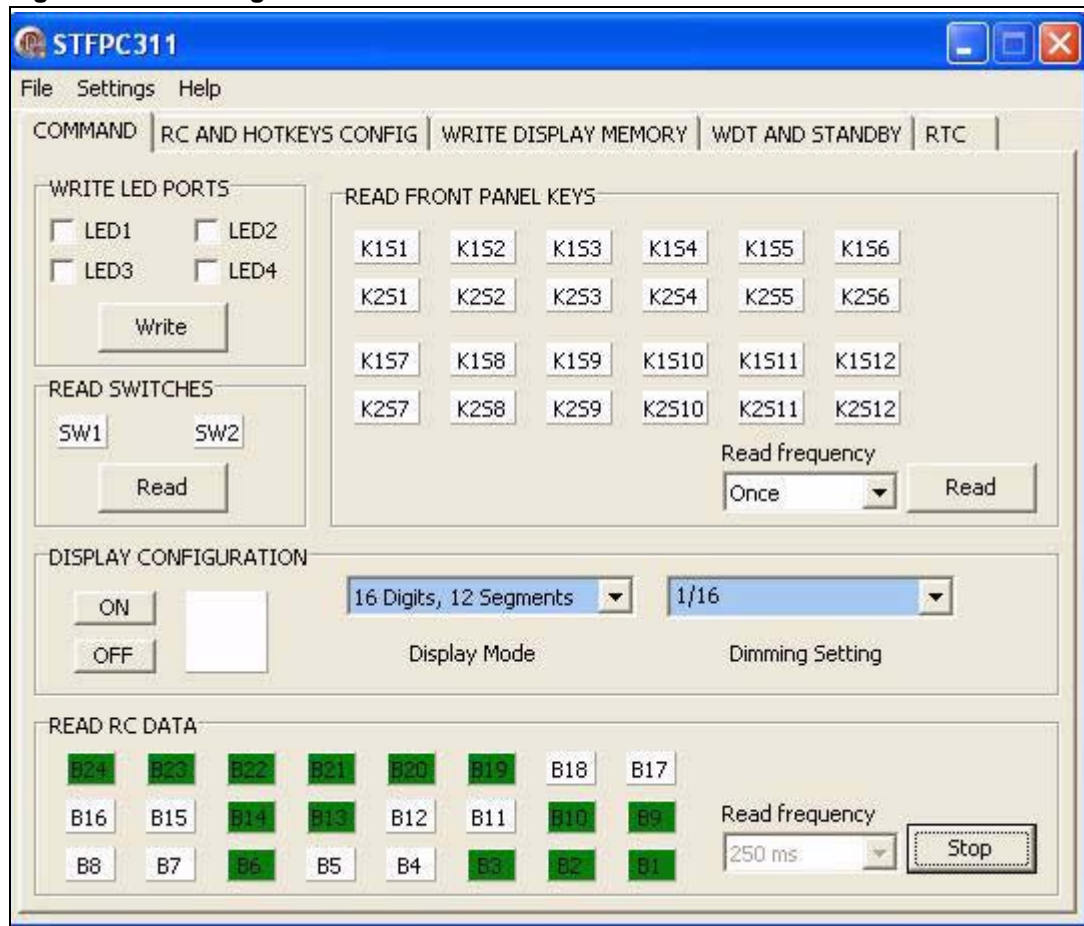 STFPC311
File Settings Help
COMMAND RC AND HOTKEYS CONFIG WRITE DISPLAY MEMORY WDT AND STANDBY RTC
WRITE LED PORTS
LED1 LED2
LED3 LED4
Write
READ SWITCHES
SW1 SW2
Read
READ FRONT PANEL KEYS
K1S1 K1S2 K1S3 K1S4 K1S5 K1S6
K2S1 K2S2 K2S3 K2S4 K2S5 K2S6
K1S7 K1S8 K1S9 K1S10 K1S11 K1S12
K2S7 K2S8 K2S9 K2S10 K2S11 K2S12
Read frequency
Once Read
DISPLAY CONFIGURATION
ON
OFF
16 Digits, 12 Segments 1/16
Display Mode Dimming Setting
READ RC DATA
B24 B23 B22 B21 B20 B19 B18 B17
B16 B15 B14 B13 B12 B11 B10 B9
B8 B7 B6 B5 B4 B3 B2 B1
Read frequency
250 ms Stop